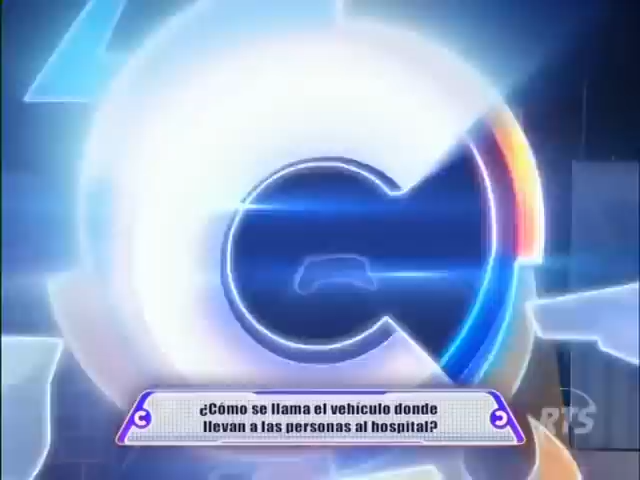 ¿Cómo se llama el vehículo donde
llevan a las personas al hospital?
RTS